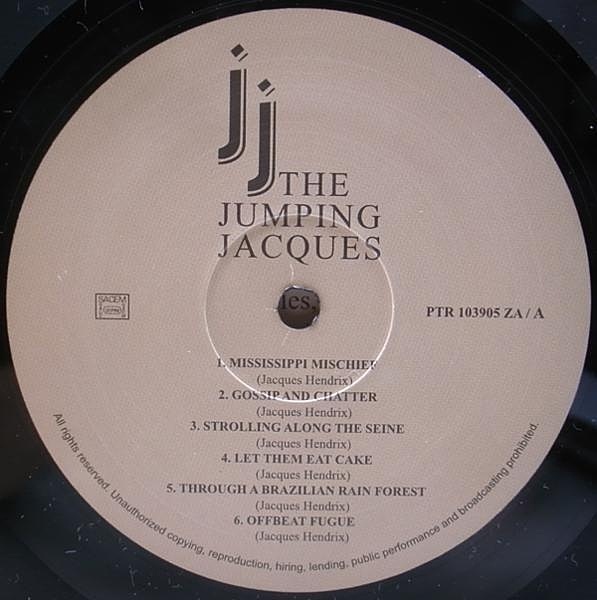 jj
THE
JUMPING
JACQUES
SACEM
les.
PTR 103905 ZA / A
1. MISSISSIPPI MISCHIEF
(Jacques Hendrix)
2. GOSSIP AND CHATTER
(Jacques Hendrix)
3. STROLLING ALONG THE SEINE
(Jacques Hendrix)
4. LET THEM EAT CAKE
(Jacques Hendrix)
5. THROUGH A BRAZILIAN RAIN FOREST
(Jacques Hendrix)
6. OFFBEAT FUGUE
(Jacques Hendrix)
All rights reserved. Unauthorized copying, reproduction, hiring, lending, public performance and broadcasting prohibited.